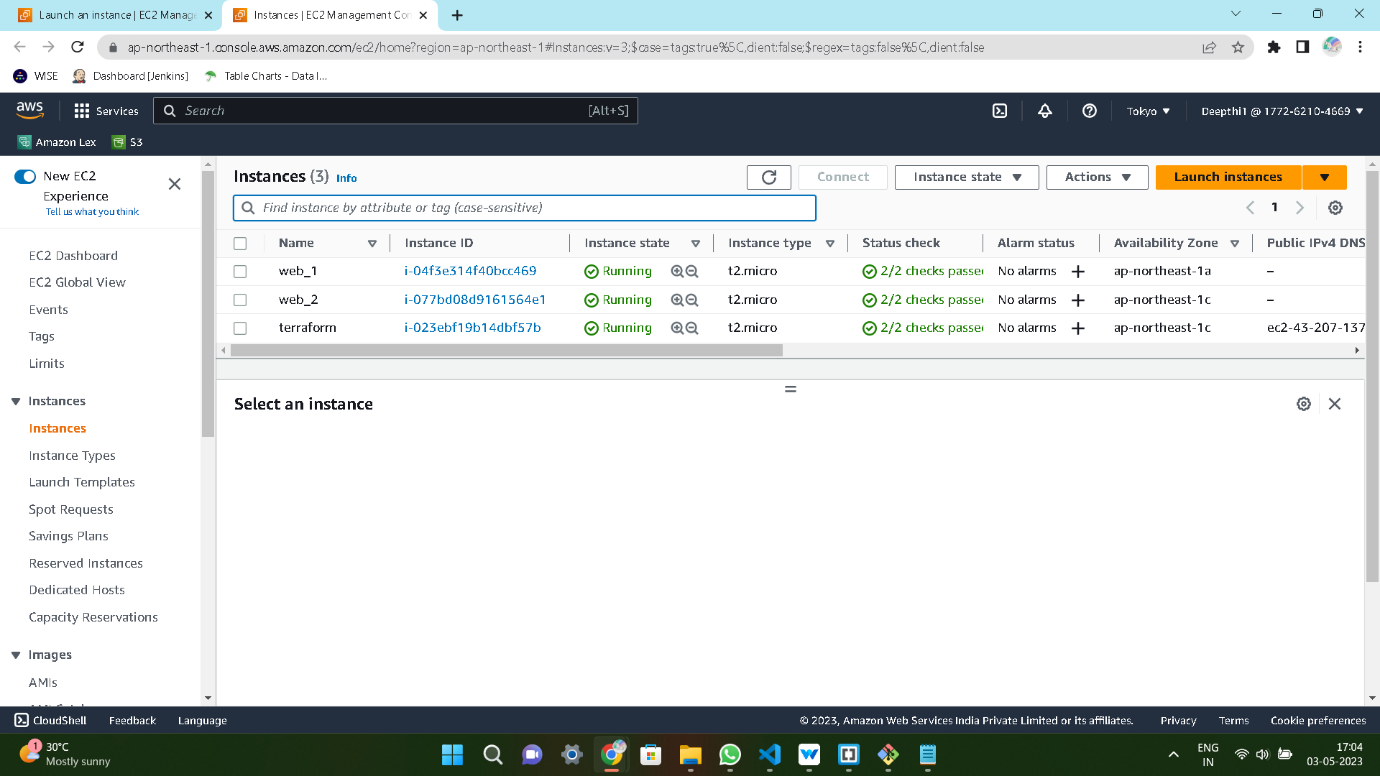 Launch an instance | EC2 Manag
Instances | EC2 Management Con
ap-northeast-1.console.aws.amazon.com/ec2/home?region=ap-northeast-1#Instances:v=3;$case=tags:true%5C,client:false;$regex=tags:false%5C,client:false
WISE
Dashboard [Jenkins]
Table Charts - Data I...
aws
Services
Search
[Alt+S]
Tokyo
Deepthi1 @ 1772-6210-4669
Amazon Lex
S3
New EC2
Experience
Tell us what you think
EC2 Dashboard
EC2 Global View
Events
Tags
Limits
Instances
Instances
Instance Types
Launch Templates
Spot Requests
Savings Plans
Reserved Instances
Dedicated Hosts
Capacity Reservations
Images
AMIs
Instances (3) Info
Connect
Instance state
Actions
Launch instances
Find instance by attribute or tag (case-sensitive)
1
Name Instance ID Instance state Instance type Status check Alarm status Availability Zone Public IPv4 DNS
web_1 i-04f3e314f40bcc469 Running t2.micro 2/2 checks passed No alarms + ap-northeast-1a –
web_2 i-077bd08d9161564e1 Running t2.micro 2/2 checks passed No alarms + ap-northeast-1c –
terraform i-023ebf19b14dbf57b Running t2.micro 2/2 checks passed No alarms + ap-northeast-1c ec2-43-207-137
Select an instance
CloudShell Feedback Language
© 2023, Amazon Web Services India Private Limited or its affiliates. Privacy Terms Cookie preferences
1
30°C
Mostly sunny
ENG
IN
17:04
03-05-2023